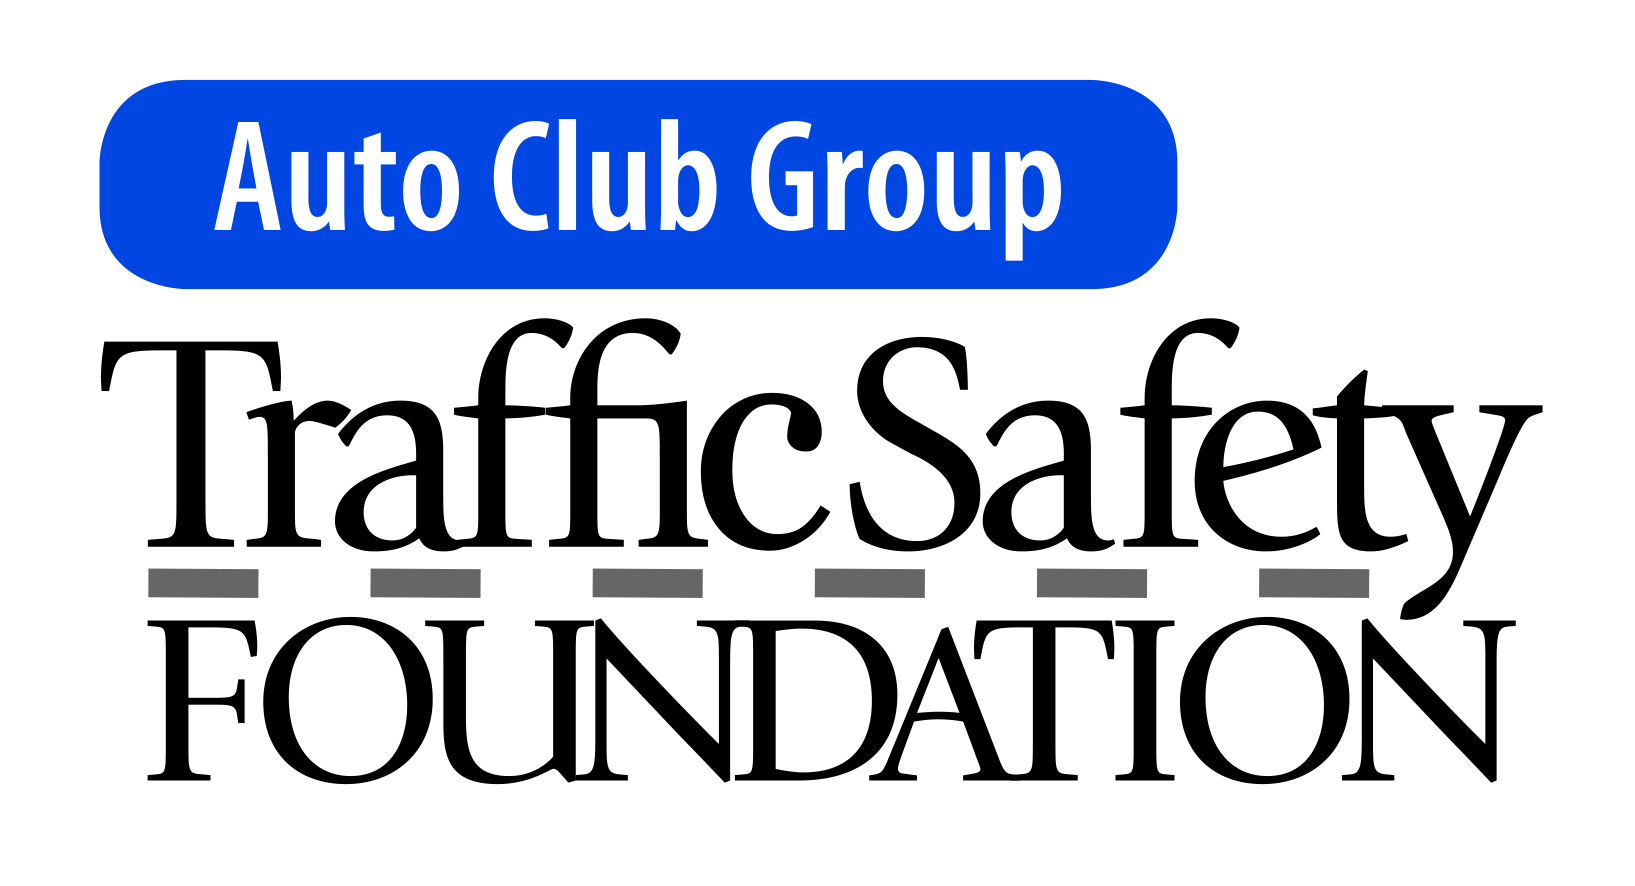 Auto Club Group
Traffic Safety
FOUNDATION